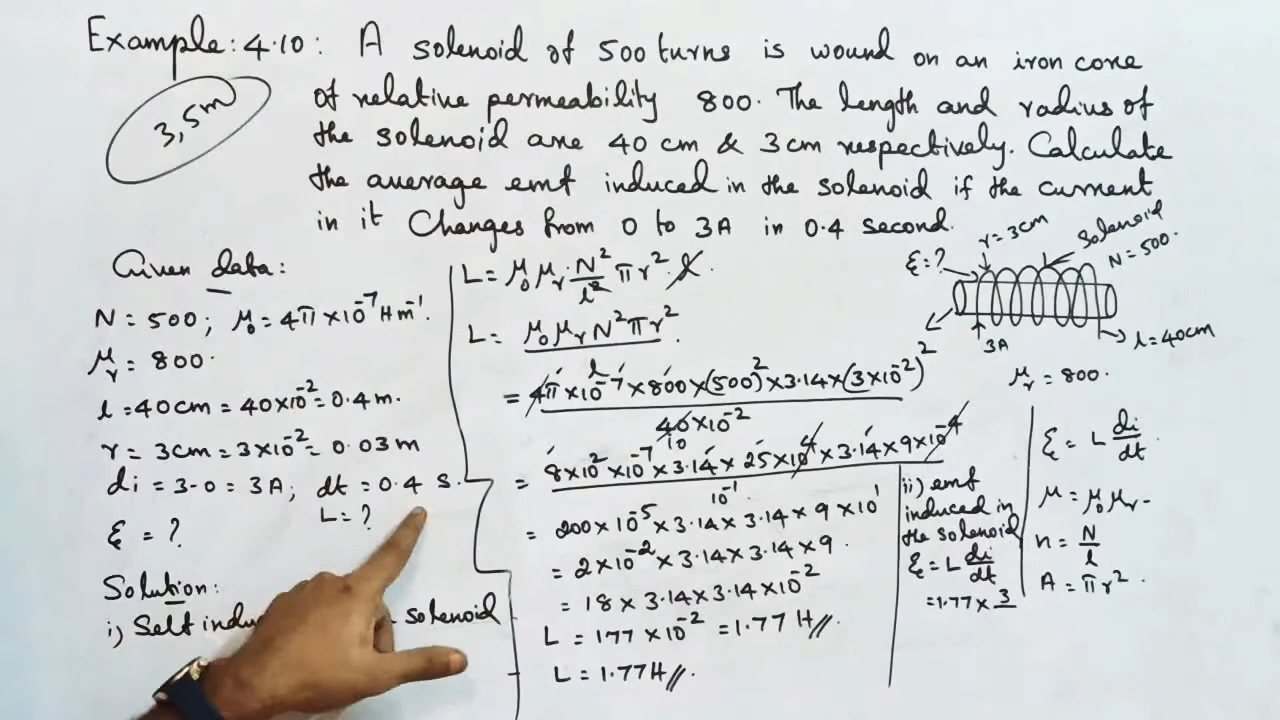 Example: 4.10: A solenoid of 500 turns is wound on an iron core
of relative permeability 800. The length and radius of
the solenoid are 40 cm & 3 cm respectively. Calculate
the average emf induced in the solenoid if the current
in it Changes from 0 to 3A in 0.4 second.
3,5m
Given data:
N = 500; μ₀ = 4π × 10⁻⁷ Hm⁻¹.
μᵣ = 800.
l = 40 cm = 40×10⁻² = 0.4 m.
r = 3cm = 3×10⁻² = 0.03 m
di = 3-0 = 3A; dt = 0.4 s.
L = ?
ξ = ?
Solution:
i) Self indu solenoid
L = μ₀ μᵣ . N²/l² πr² . l.
L = μ₀ μᵣ N² πr² / l .
= 4π × 10⁻⁷ × 800 × (500)² × 3.14 × (3×10⁻²)² / 40 × 10⁻²
10
= 8×10² × 10⁻⁷ × 3.14 × 25 × 10⁴ × 3.14 × 9 × 10⁻⁴ / 10⁻¹
= 200 × 10⁻⁵ × 3.14 × 3.14 × 9 × 10¹
= 2 × 10⁻² × 3.14 × 3.14 × 9.
= 18 × 3.14 × 3.14 × 10⁻²
L = 177 × 10⁻² = 1.77 H//.
L = 1.77 H//.
ξ = ?
r = 3cm
Solenoid
N = 500.
3A
l = 40cm
μᵣ = 800.
ii) emf
induced in
the solenoid
ξ = L di/dt
= 1.77 × 3
ξ = L di/dt .
μ = μ₀ μᵣ -
n = N/l
A = πr² .